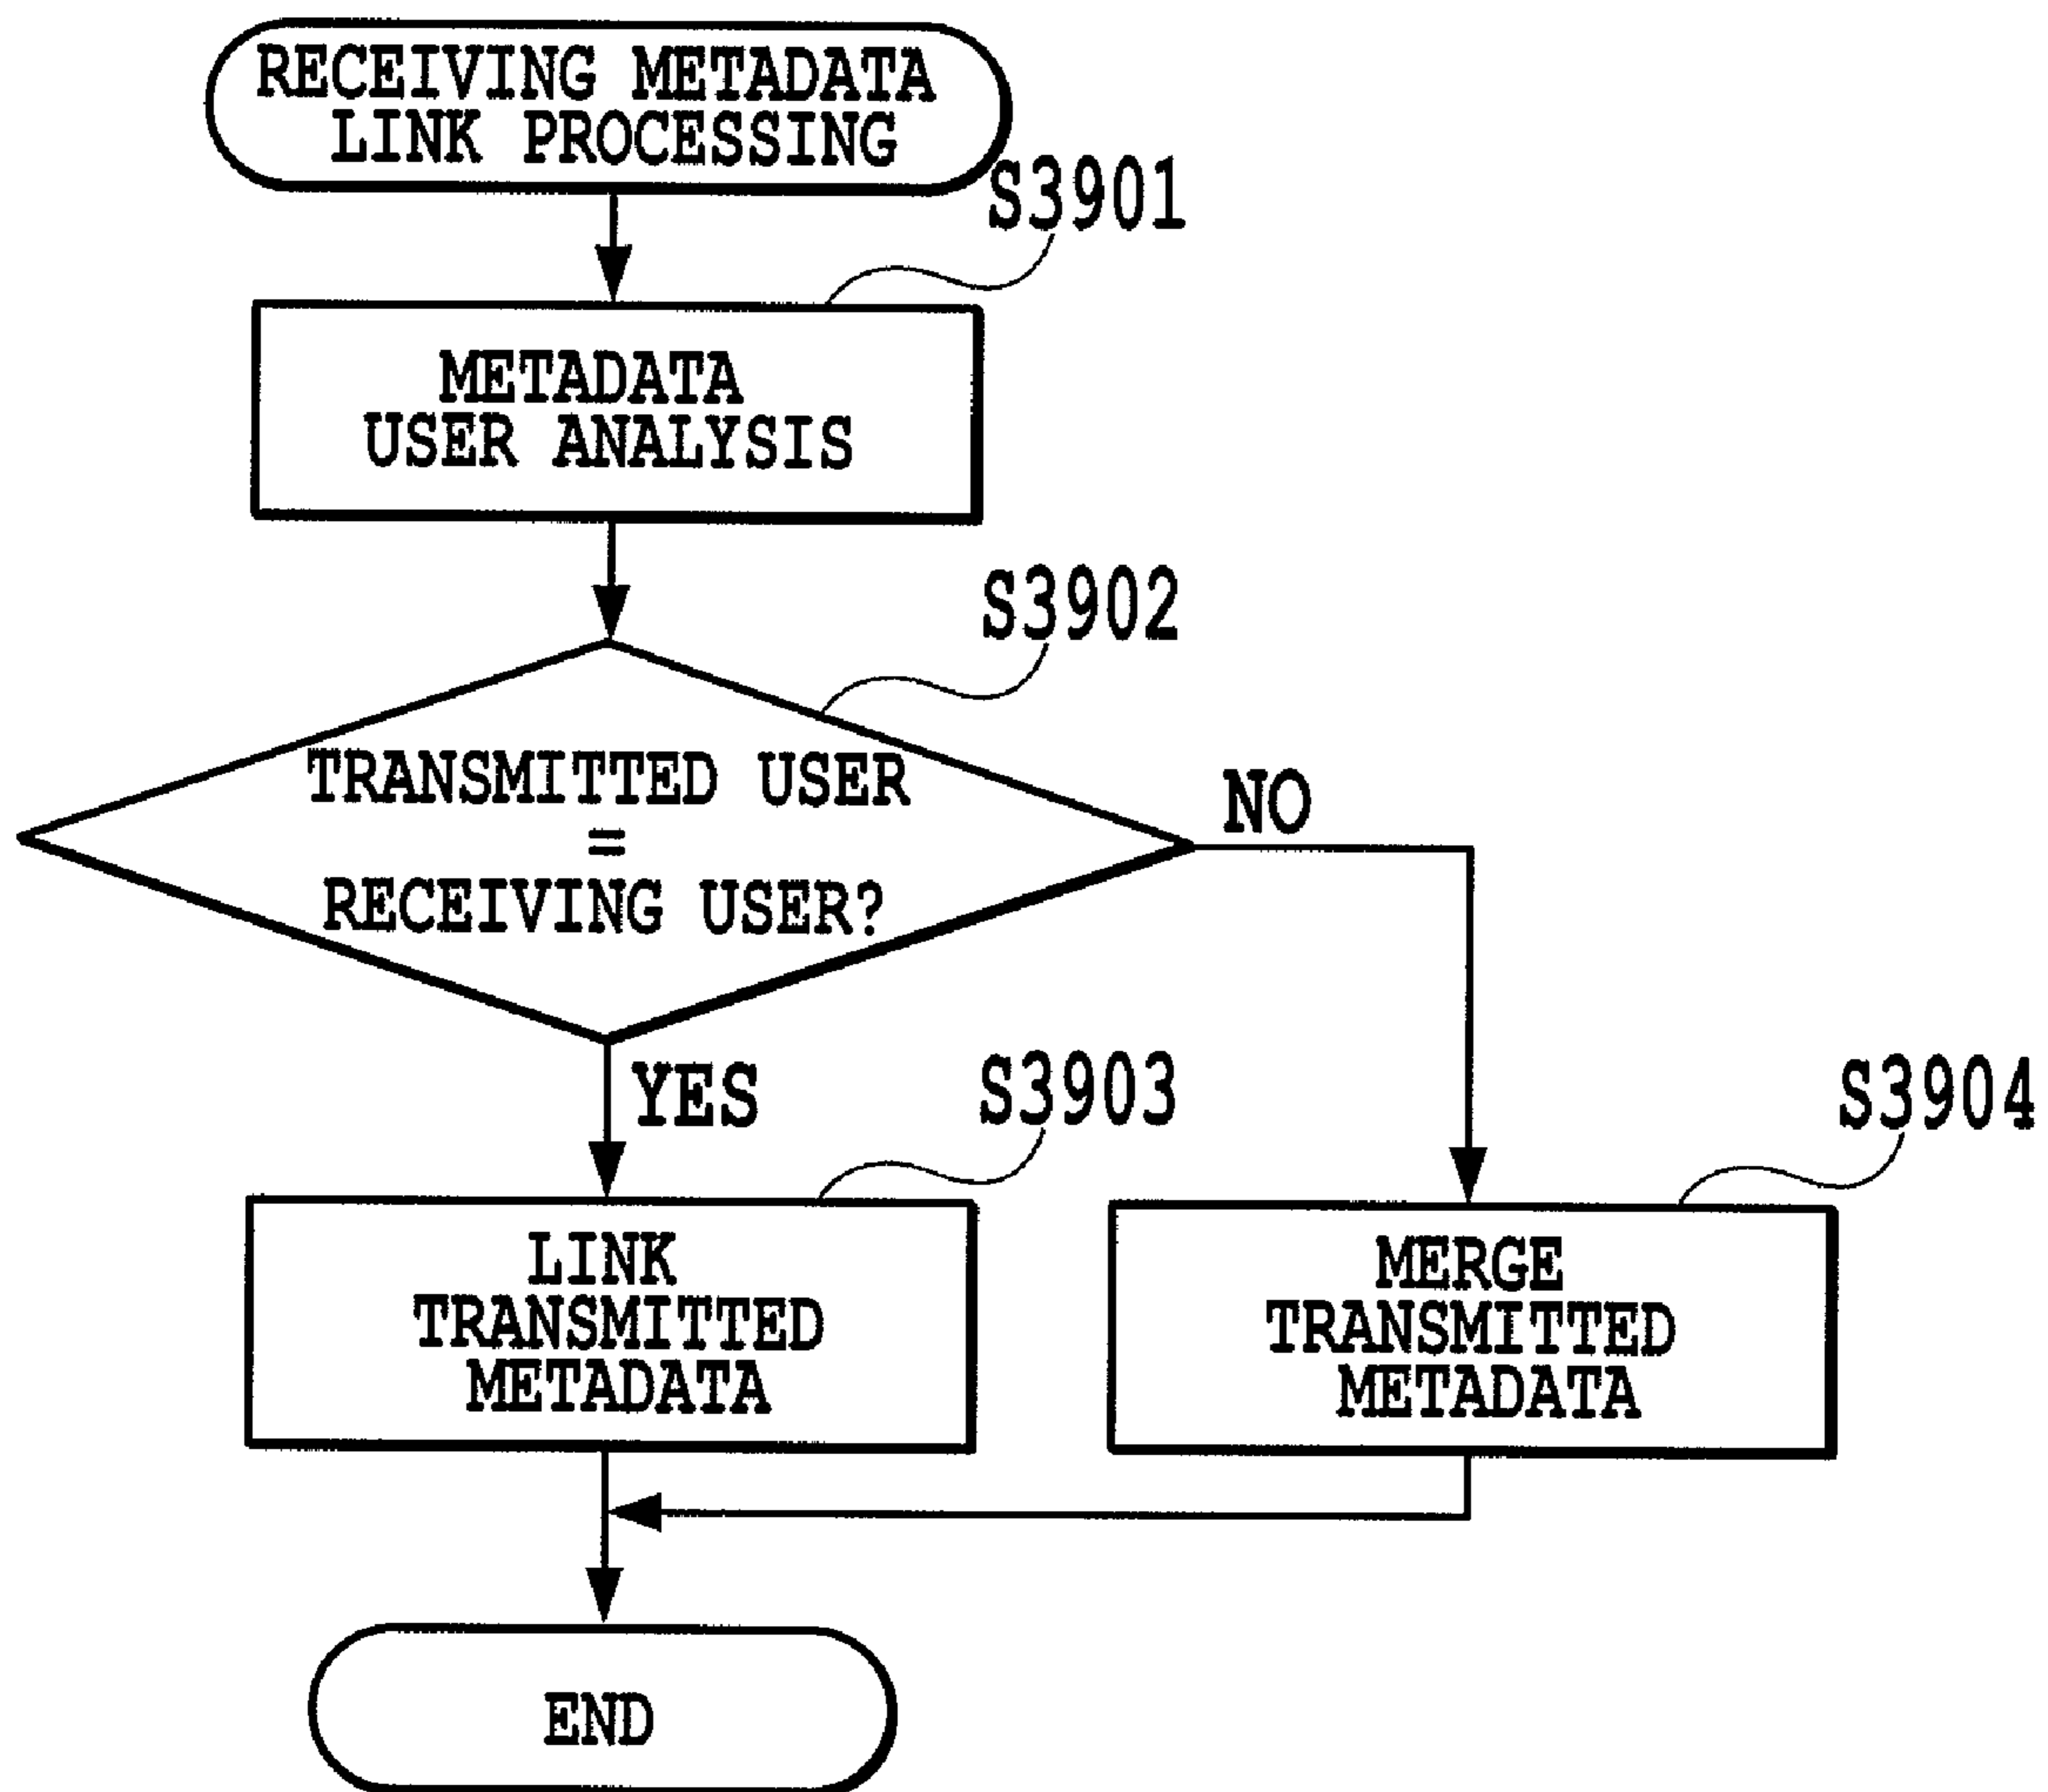 RECEIVING METADATA
LINK PROCESSING
S3901
METADATA
USER ANALYSIS
S3902
TRANSMITTED USER
=
RECEIVING USER?
NO
YES
S3903
S3904
LINK
TRANSMITTED
METADATA
MERGE
TRANSMITTED
METADATA
END